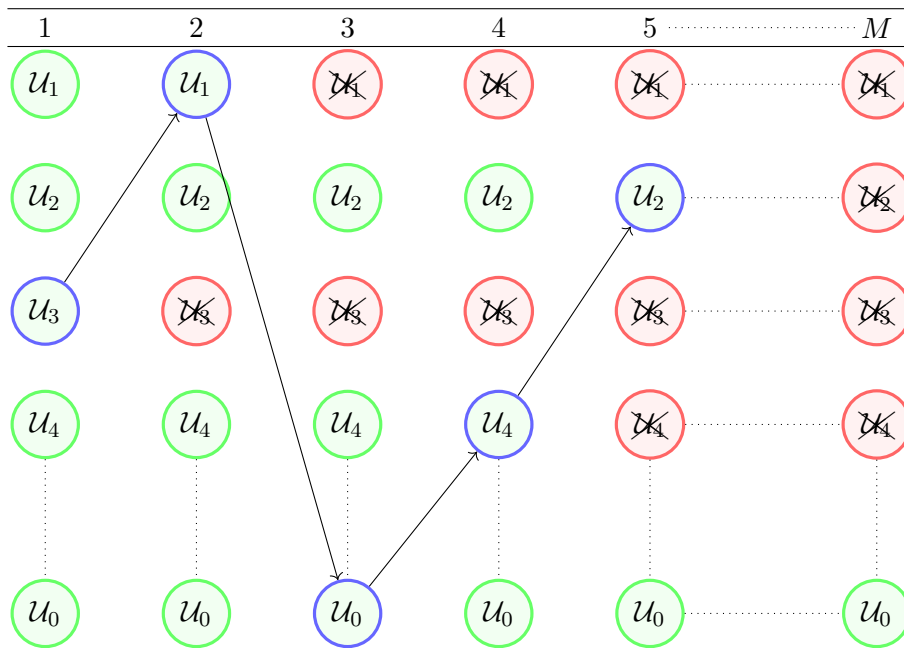 1 2 3 4 5 M
𝒰₁ 𝒰₁ 𝒰₁ 𝒰₁ 𝒰₁ 𝒰₁
𝒰₂ 𝒰₂ 𝒰₂ 𝒰₂ 𝒰₂ 𝒰₂
𝒰₃ 𝒰₃ 𝒰₃ 𝒰₃ 𝒰₃ 𝒰₃
𝒰₄ 𝒰₄ 𝒰₄ 𝒰₄ 𝒰₄ 𝒰₄
𝒰₀ 𝒰₀ 𝒰₀ 𝒰₀ 𝒰₀ 𝒰₀